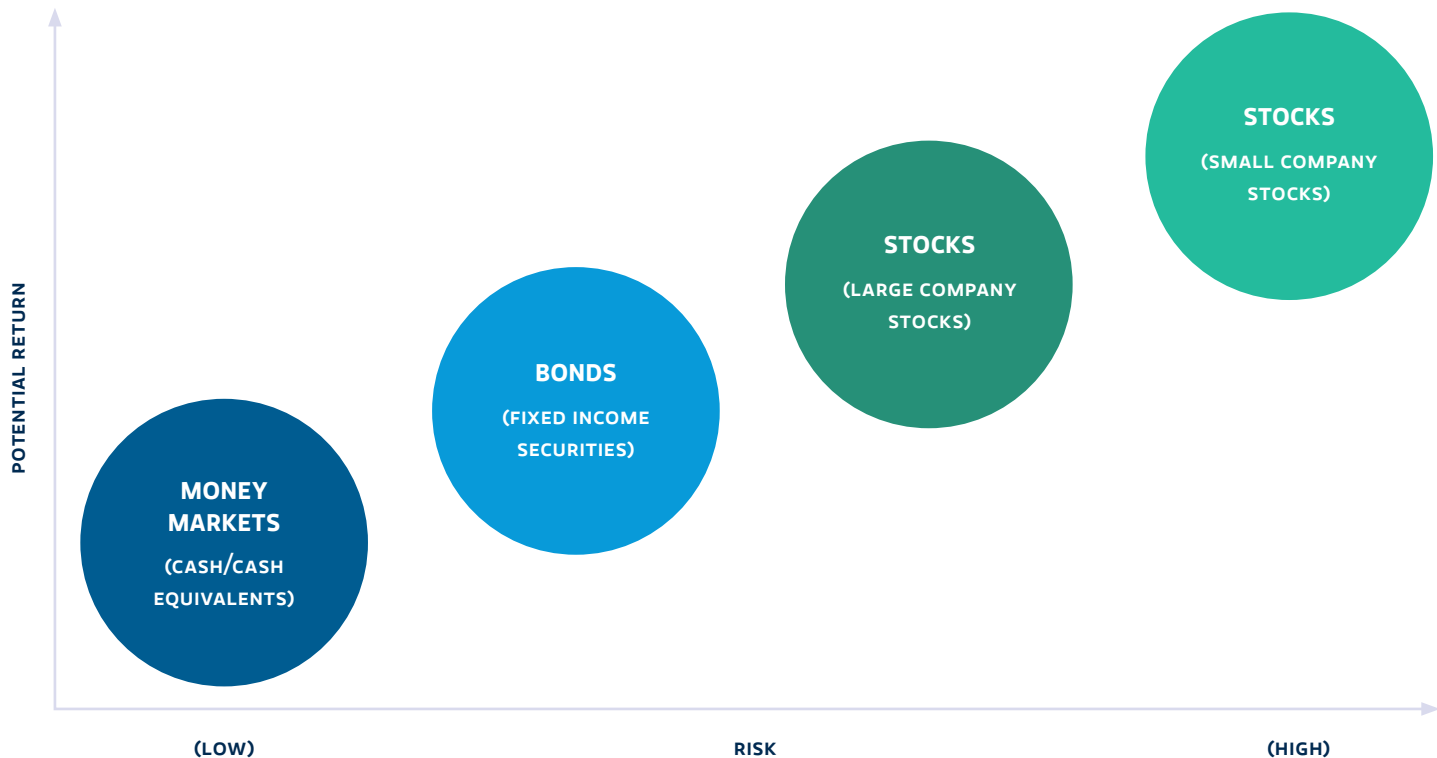 STOCKS
(SMALL COMPANY
STOCKS)
STOCKS
(LARGE COMPANY
STOCKS)
BONDS
(FIXED INCOME
SECURITIES)
MONEY
MARKETS
(CASH/CASH
EQUIVALENTS)
POTENTIAL RETURN
(LOW)
RISK
(HIGH)